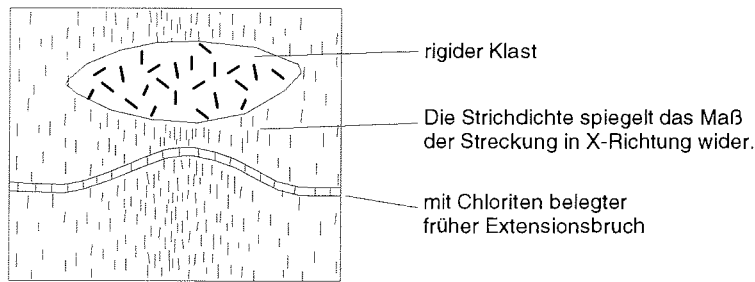 rigider Klast
Die Strichdichte spiegelt das Maß
der Streckung in X-Richtung wider.
mit Chloriten belegter
früher Extensionsbruch